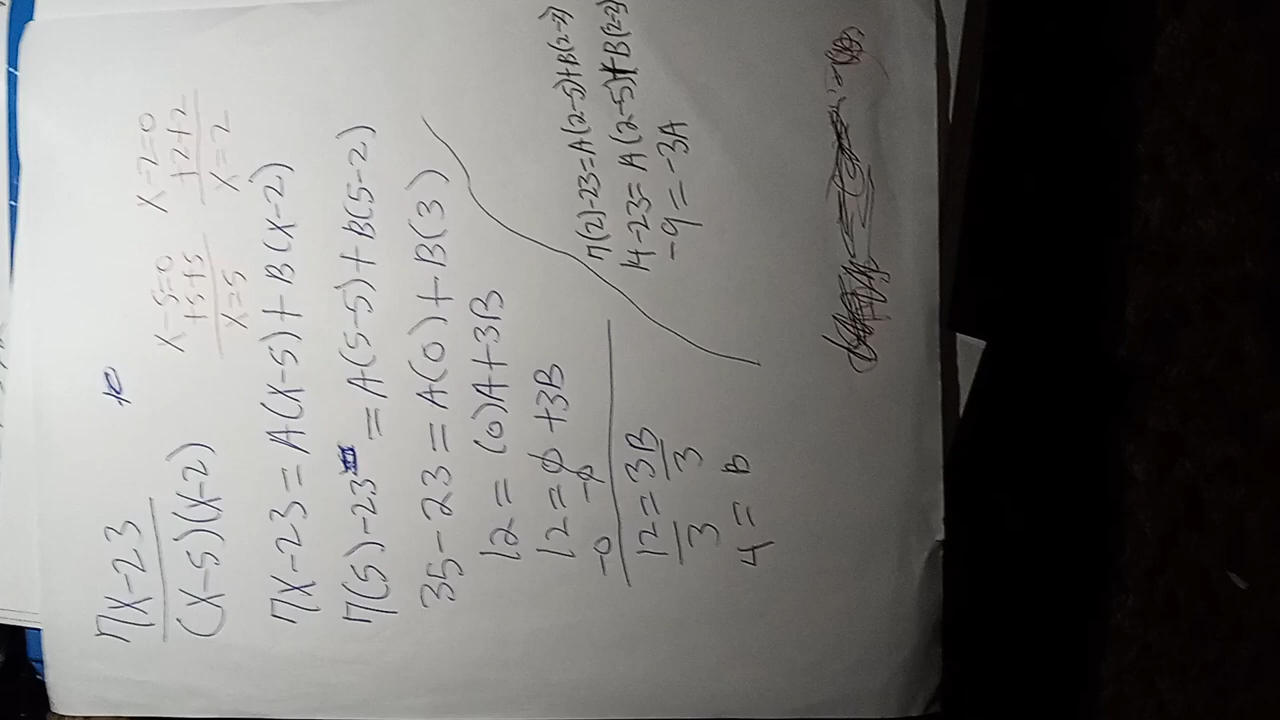 7x-23
(x-5)(x-2)
10
x-5=0 x-2=0
+5+5 +2+2
x=5 x=2
7x-23=A(x-5)+B(x-2)
7(5)-23=A(5-5)+B(5-2)
35-23=A(0)+B(3)
12=(0)A+3B
12=0+3B
-0 -0
12=3B
3 3
4=B
7(2)-23=A(2-5)+B(2-2)
14-23=A(2-5)+B(2-2)
-9=-3A